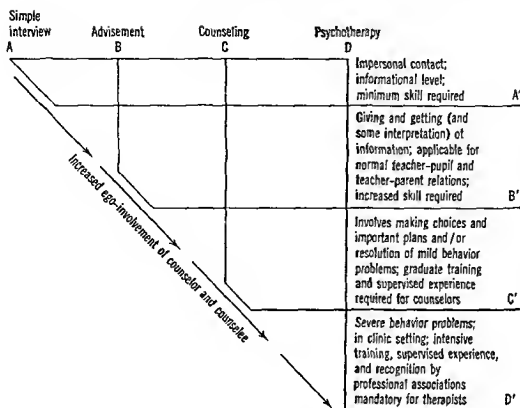 Simple
interview
A
Advisement
B
Counseling
C
Psychotherapy
D
Impersonal contact;
informational level;
minimum skill required A'
Giving and getting (and
some interpretation) of
information; applicable for
normal teacher-pupil and
teacher-parent relations;
increased skill required B'
Involves making choices and
important plans and/or
resolution of mild behavior
problems; graduate training
and supervised experience
required for counselors C'
Severe behavior problems;
in clinic setting; intensive
training, supervised experience,
and recognition by
professional associations
mandatory for therapists D'
Increased ego-involvement of counselor and counselee